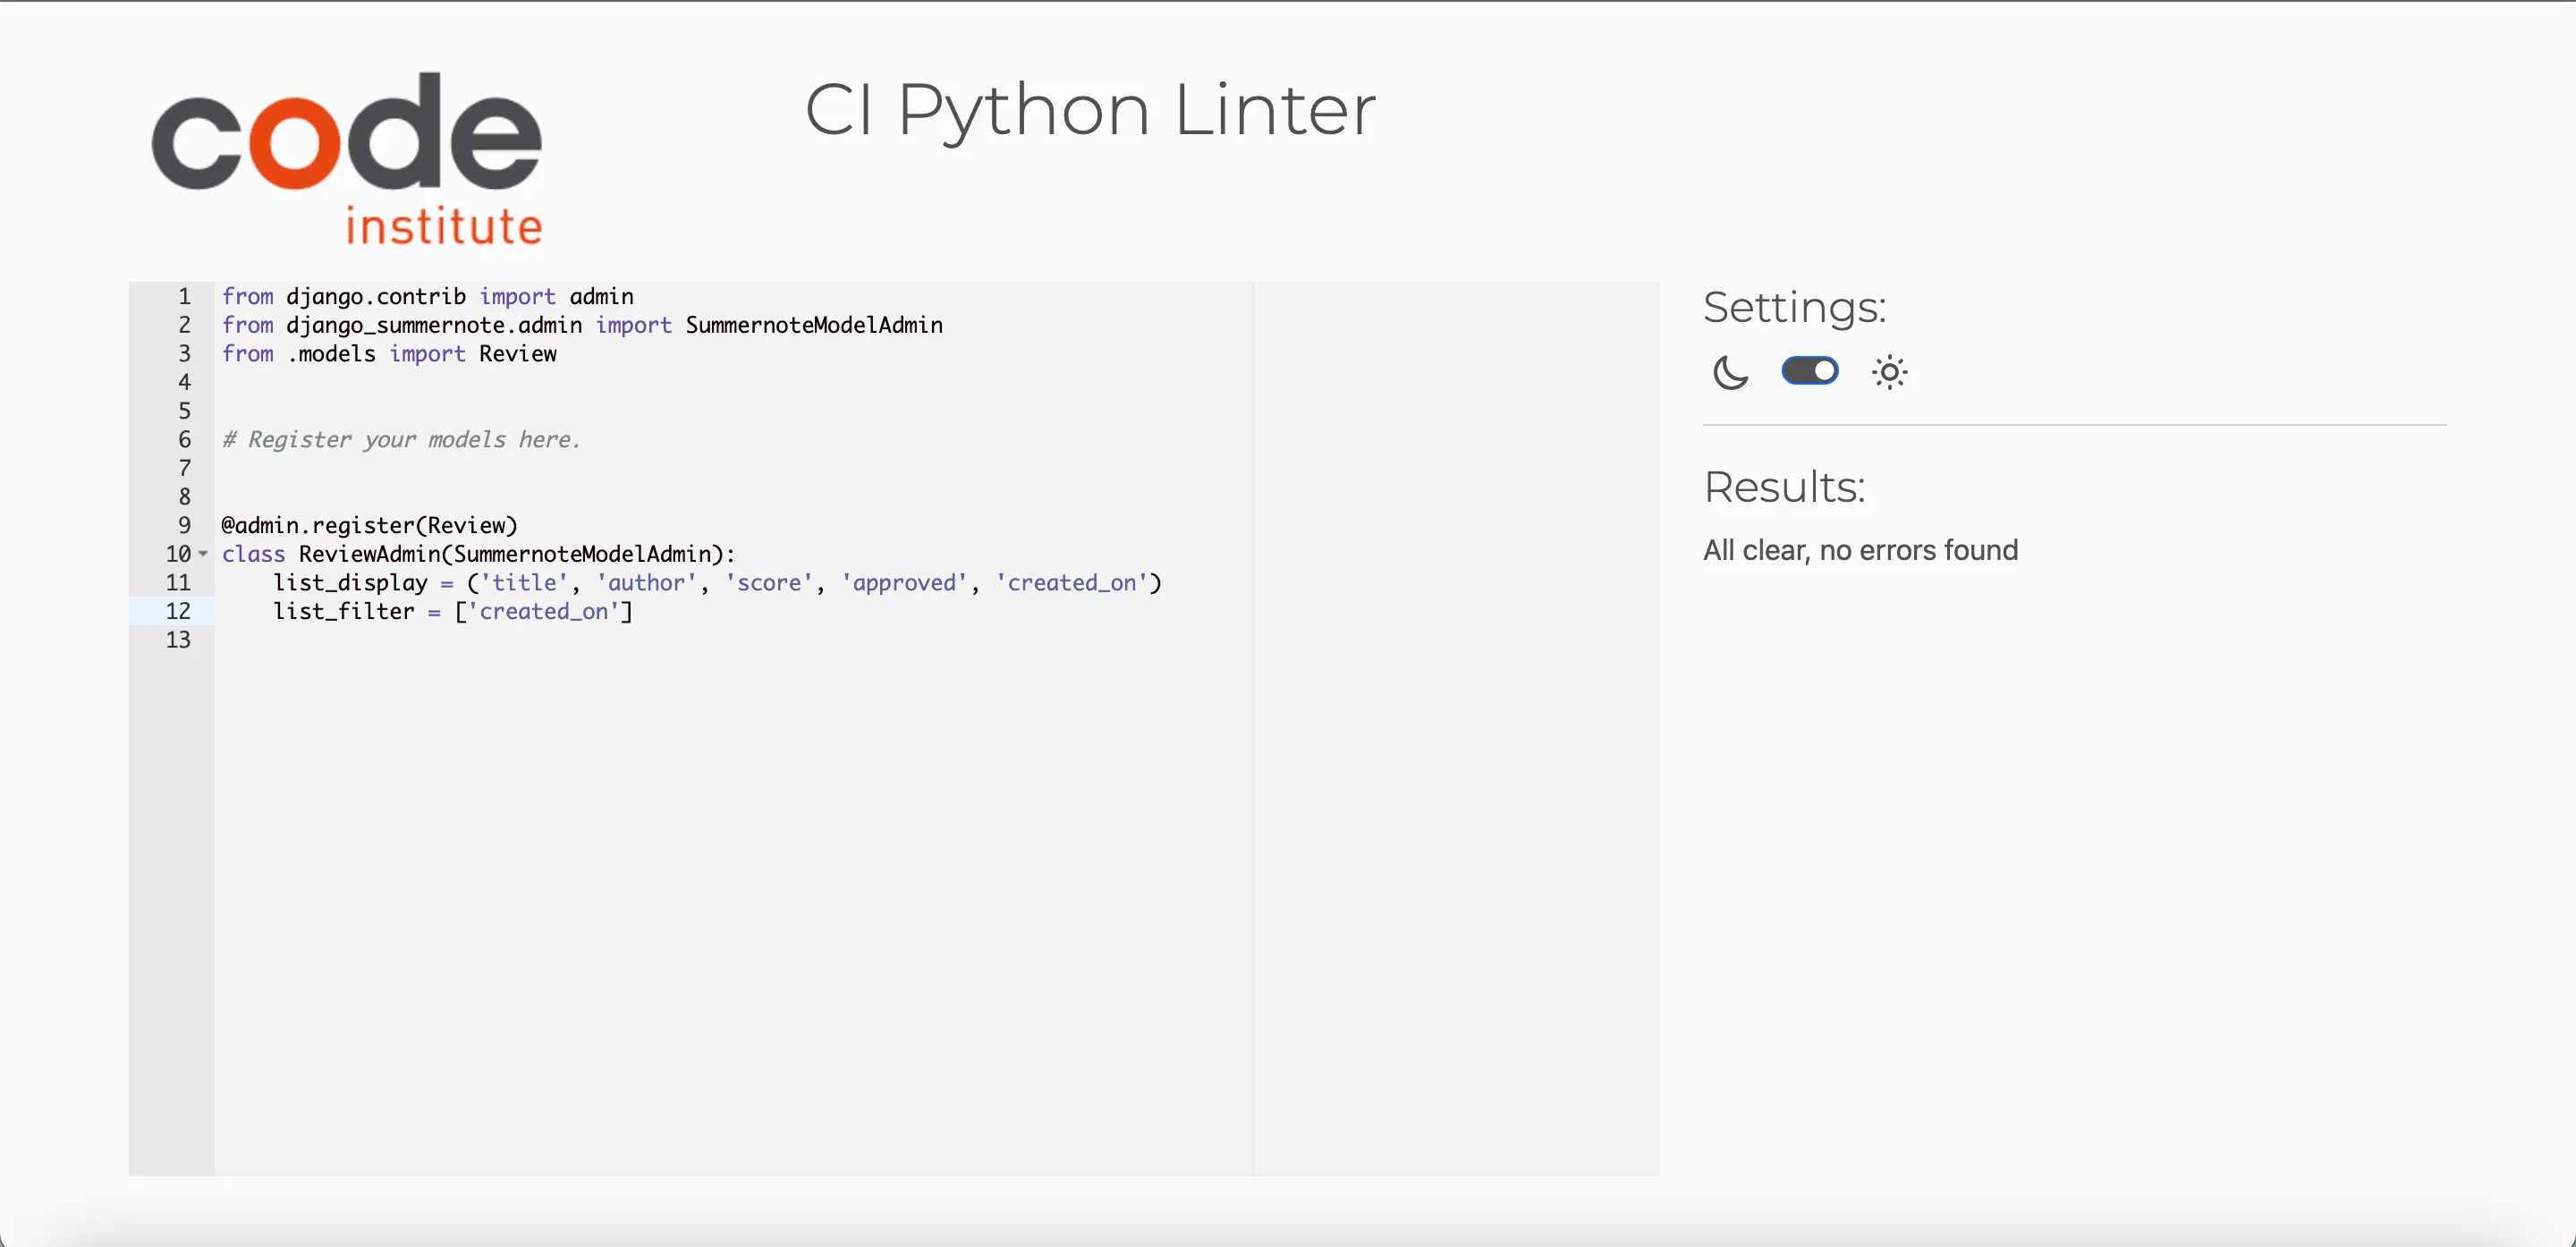 code
institute
CI Python Linter
1 from django.contrib import admin
2 from django_summernote.admin import SummernoteModelAdmin
3 from .models import Review
4
5
6 # Register your models here.
7
8
9 @admin.register(Review)
10 class ReviewAdmin(SummernoteModelAdmin):
11     list_display = ('title', 'author', 'score', 'approved', 'created_on')
12     list_filter = ['created_on']
13
Settings:
Results:
All clear, no errors found